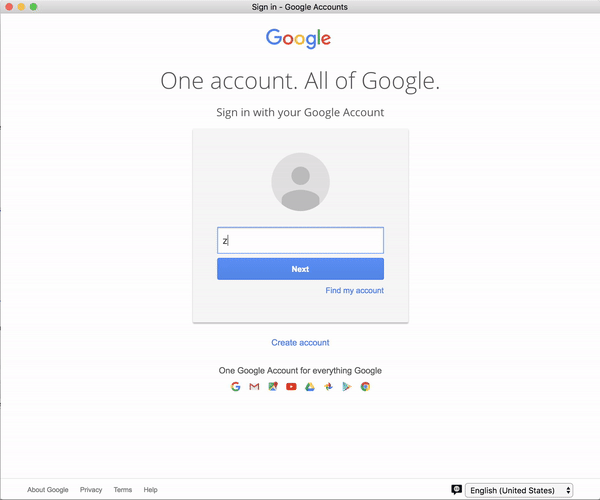 Sign in - Google Accounts
Google
One account. All of Google.
Sign in with your Google Account
z
Next
Find my account
Create account
One Google Account for everything Google
About Google Privacy Terms Help English (United States)